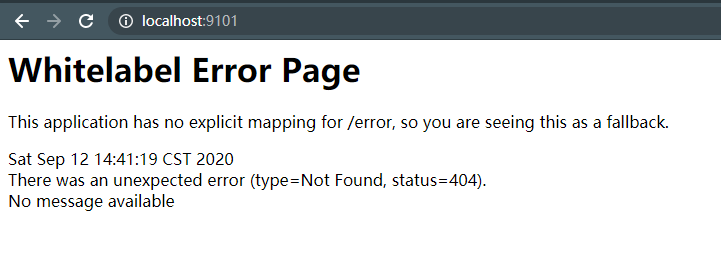 localhost:9101
Whitelabel Error Page
This application has no explicit mapping for /error, so you are seeing this as a fallback.
Sat Sep 12 14:41:19 CST 2020
There was an unexpected error (type=Not Found, status=404).
No message available